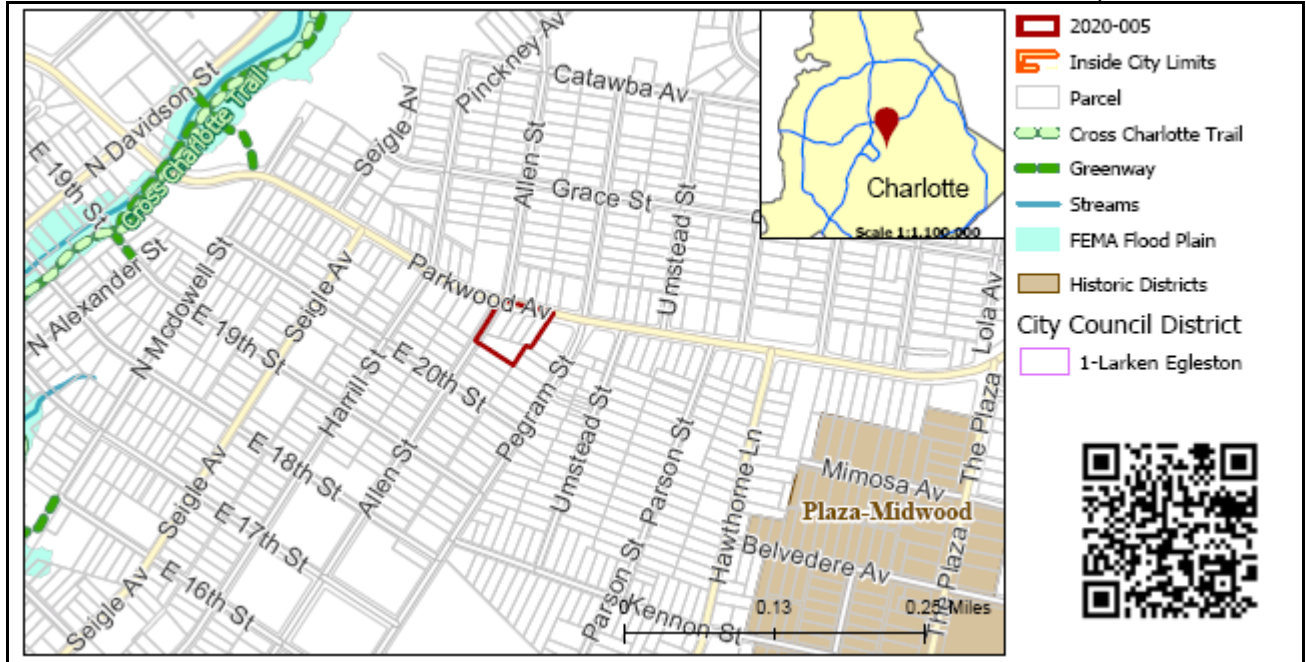 Pinckney Av
Catawba Av
N Davidson St
Seigle Av
Cross Charlotte Trail
E 19th St
Allen St
Grace St
Umstead St
Charlotte
Scale 1:1,100,000
N Alexander St
N Mcdowell St
Seigle Av
Parkwood Av
Lola Av
E 19th St
Harrill St
E 20th St
Pegram St
Umstead St
Parson St
Hawthorne Ln
The Plaza
Mimosa Av
Plaza-Midwood
Belvedere Av
The Plaza
E 18th St
Allen St
Seigle Av
E 17th St
E 16th St
Seigle Av
Parson St
Kennon St
0 0.13 0.25 Miles
2020-005
Inside City Limits
Parcel
Cross Charlotte Trail
Greenway
Streams
FEMA Flood Plain
Historic Districts
City Council District
1-Larken Egleston